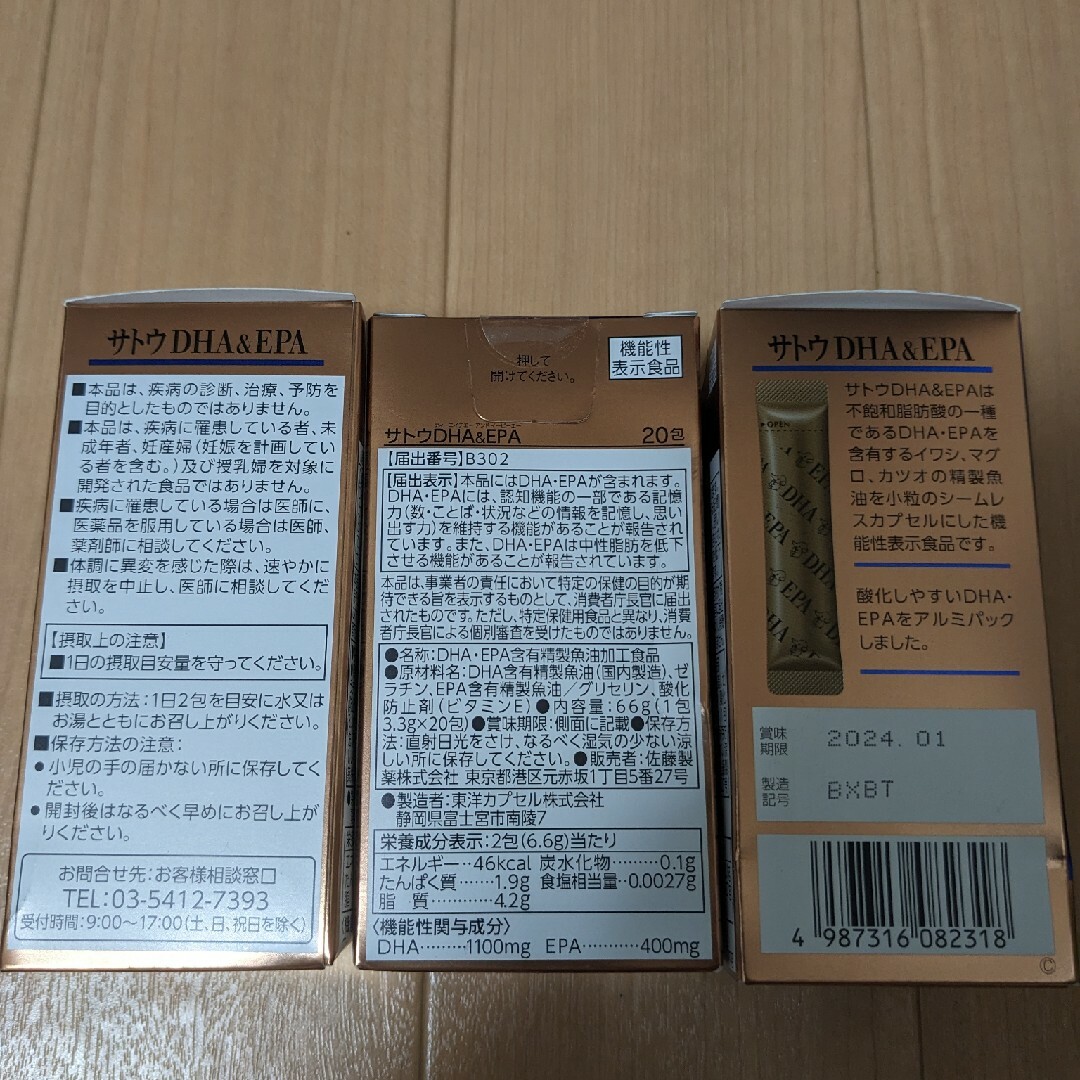 サトウDHA&EPA
■本品は、疾病の診断、治療、予防を
目的としたものではありません。
■本品は、疾病に罹患している者、未
成年者、妊産婦(妊娠を計画してい
る者を含む。)及び授乳婦を対象に
開発された食品ではありません。
■疾病に罹患している場合は医師に、
医薬品を服用している場合は医師、
薬剤師に相談してください。
■体調に異変を感じた際は、速やかに
摂取を中止し、医師に相談してくだ
さい。
【摂取上の注意】
■1日の摂取目安量を守ってください。
■摂取の方法:1日2包を目安に水又は
お湯とともにお召し上がりください。
■保存方法の注意:
●小児の手の届かない所に保存してく
ださい。
●開封後はなるべく早めにお召し上が
りください。
お問合せ先:お客様相談窓口
TEL:03-5412-7393
受付時間:9:00〜17:00(土、日、祝日を除く)
押して
開けてください。
機能性
表示食品
サトウDHA&EPA 20包
【届出番号】B302
【届出表示】本品にはDHA・EPAが含まれます。
DHA・EPAには、認知機能の一部である記憶
力(数・ことば・状況などの情報を記憶し、思い
出す力)を維持する機能があることが報告され
ています。また、DHA・EPAは中性脂肪を低下
させる機能があることが報告されています。
本品は、事業者の責任において特定の保健の目的が期
待できる旨を表示するものとして、消費者庁長官に届出
されたものです。ただし、特定保健用食品と異なり、消費
者庁長官による個別審査を受けたものではありません。
●名称:DHA・EPA含有精製魚油加工食品
●原材料名:DHA含有精製魚油(国内製造)、ゼ
ラチン、EPA含有精製魚油/グリセリン、酸化
防止剤(ビタミンE)●内容量:66g(1包
3.3g×20包)●賞味期限:側面に記載●保存方
法:直射日光をさけ、なるべく湿気の少ない涼
しい所に保存してください。●販売者:佐藤製
薬株式会社 東京都港区元赤坂1丁目5番27号
●製造者:東洋カプセル株式会社
静岡県富士宮市南陵7
栄養成分表示:2包(6.6g)当たり
エネルギー‥46kcal 炭水化物………0.1g
たんぱく質……1.9g 食塩相当量‥0.0027g
脂 質…………4.2g
〈機能性関与成分〉
DHA………1100mg EPA…………400mg
サトウDHA&EPA
サトウDHA&EPAは
不飽和脂肪酸の一種
であるDHA・EPAを
含有するイワシ、マグ
ロ、カツオの精製魚
油を小粒のシームレ
スカプセルにした機
能性表示食品です。
酸化しやすいDHA・
EPAをアルミパック
しました。
OPEN
EPA
DHA
EPA
DHA
EPA
DHA
賞味
期限
2024.01
製造
記号
BXBT
4 987316 082318
©